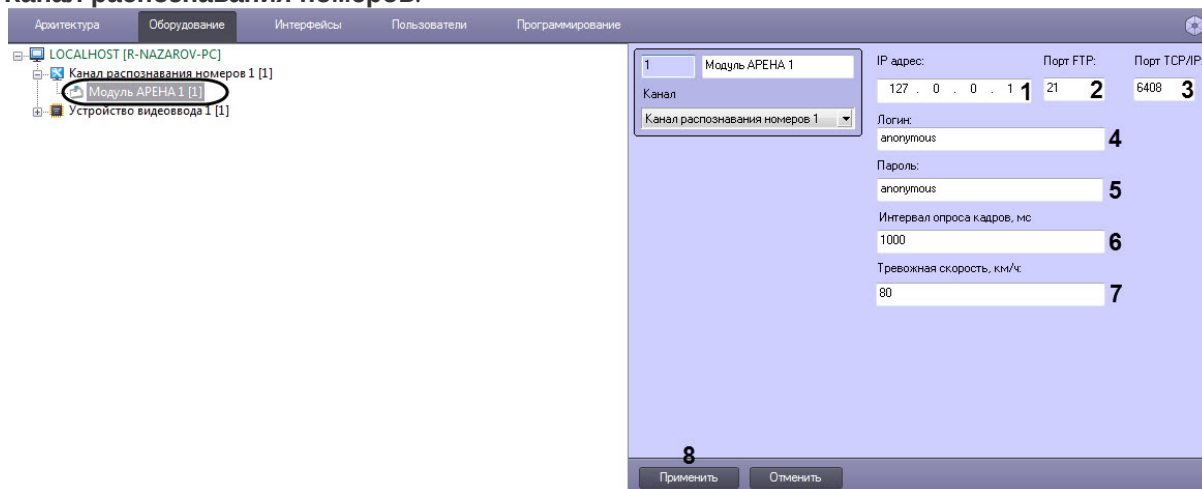 Канал распознавания номеров.
Архитектура Оборудование Интерфейсы Пользователи Программирование
LOCALHOST [R-NAZAROV-PC]
Канал распознавания номеров 1 [1]
Модуль АРЕНА 1 [1]
Устройство видеоввода 1 [1]
1 Модуль АРЕНА 1
Канал
Канал распознавания номеров 1
IP адрес: Порт FTP: Порт TCP/IP:
127 . 0 . 0 . 1 1 21 2 6408 3
Логин:
anonymous 4
Пароль:
anonymous 5
Интервал опроса кадров, мс
1000 6
Тревожная скорость, км/ч:
80 7
8
Применить Отменить